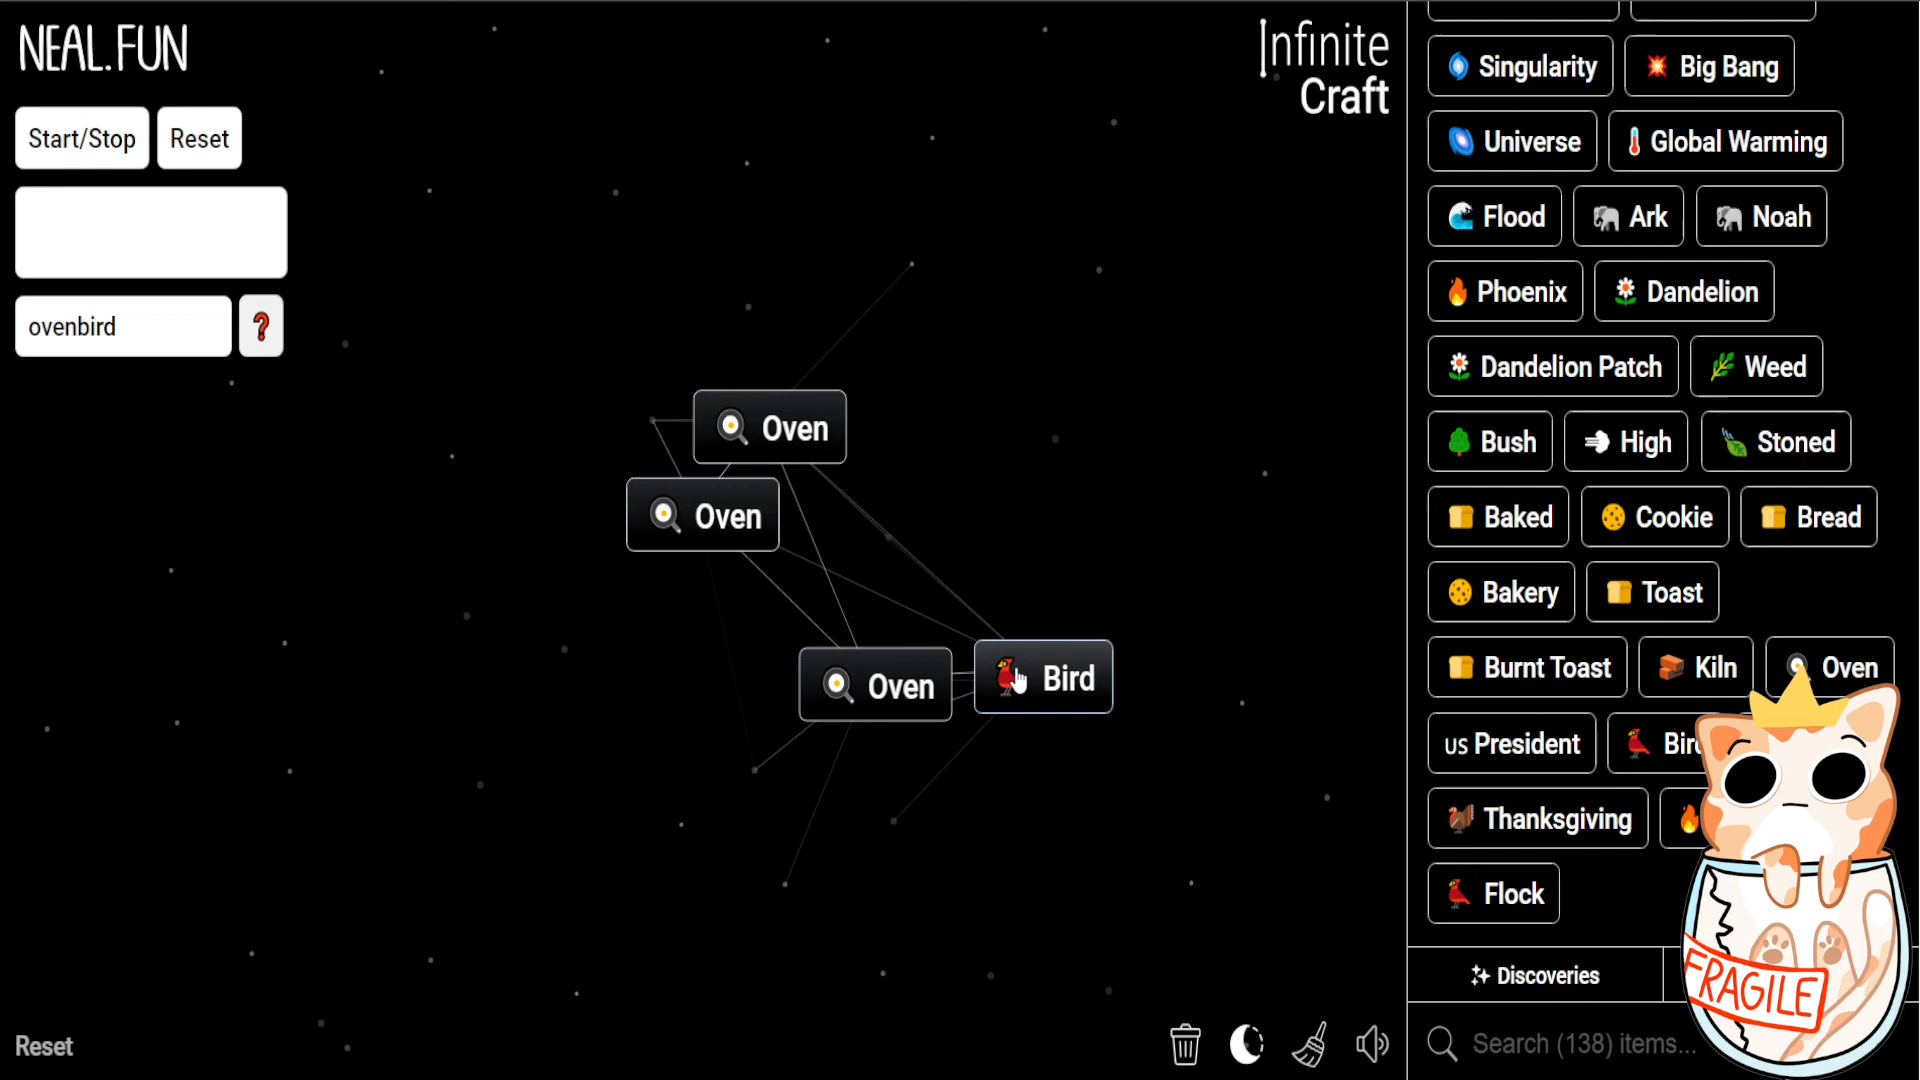 NEAL.FUN
Infinite
Craft
Start/Stop
Reset
ovenbird
Oven
Oven
Oven
Bird
Singularity
Big Bang
Universe
Global Warming
Flood
Ark
Noah
Phoenix
Dandelion
Dandelion Patch
Weed
Bush
High
Stoned
Baked
Cookie
Bread
Bakery
Toast
Burnt Toast
Kiln
Oven
US President
Thanksgiving
Flock
FRAGILE
Discoveries
Search (138) items...
Reset